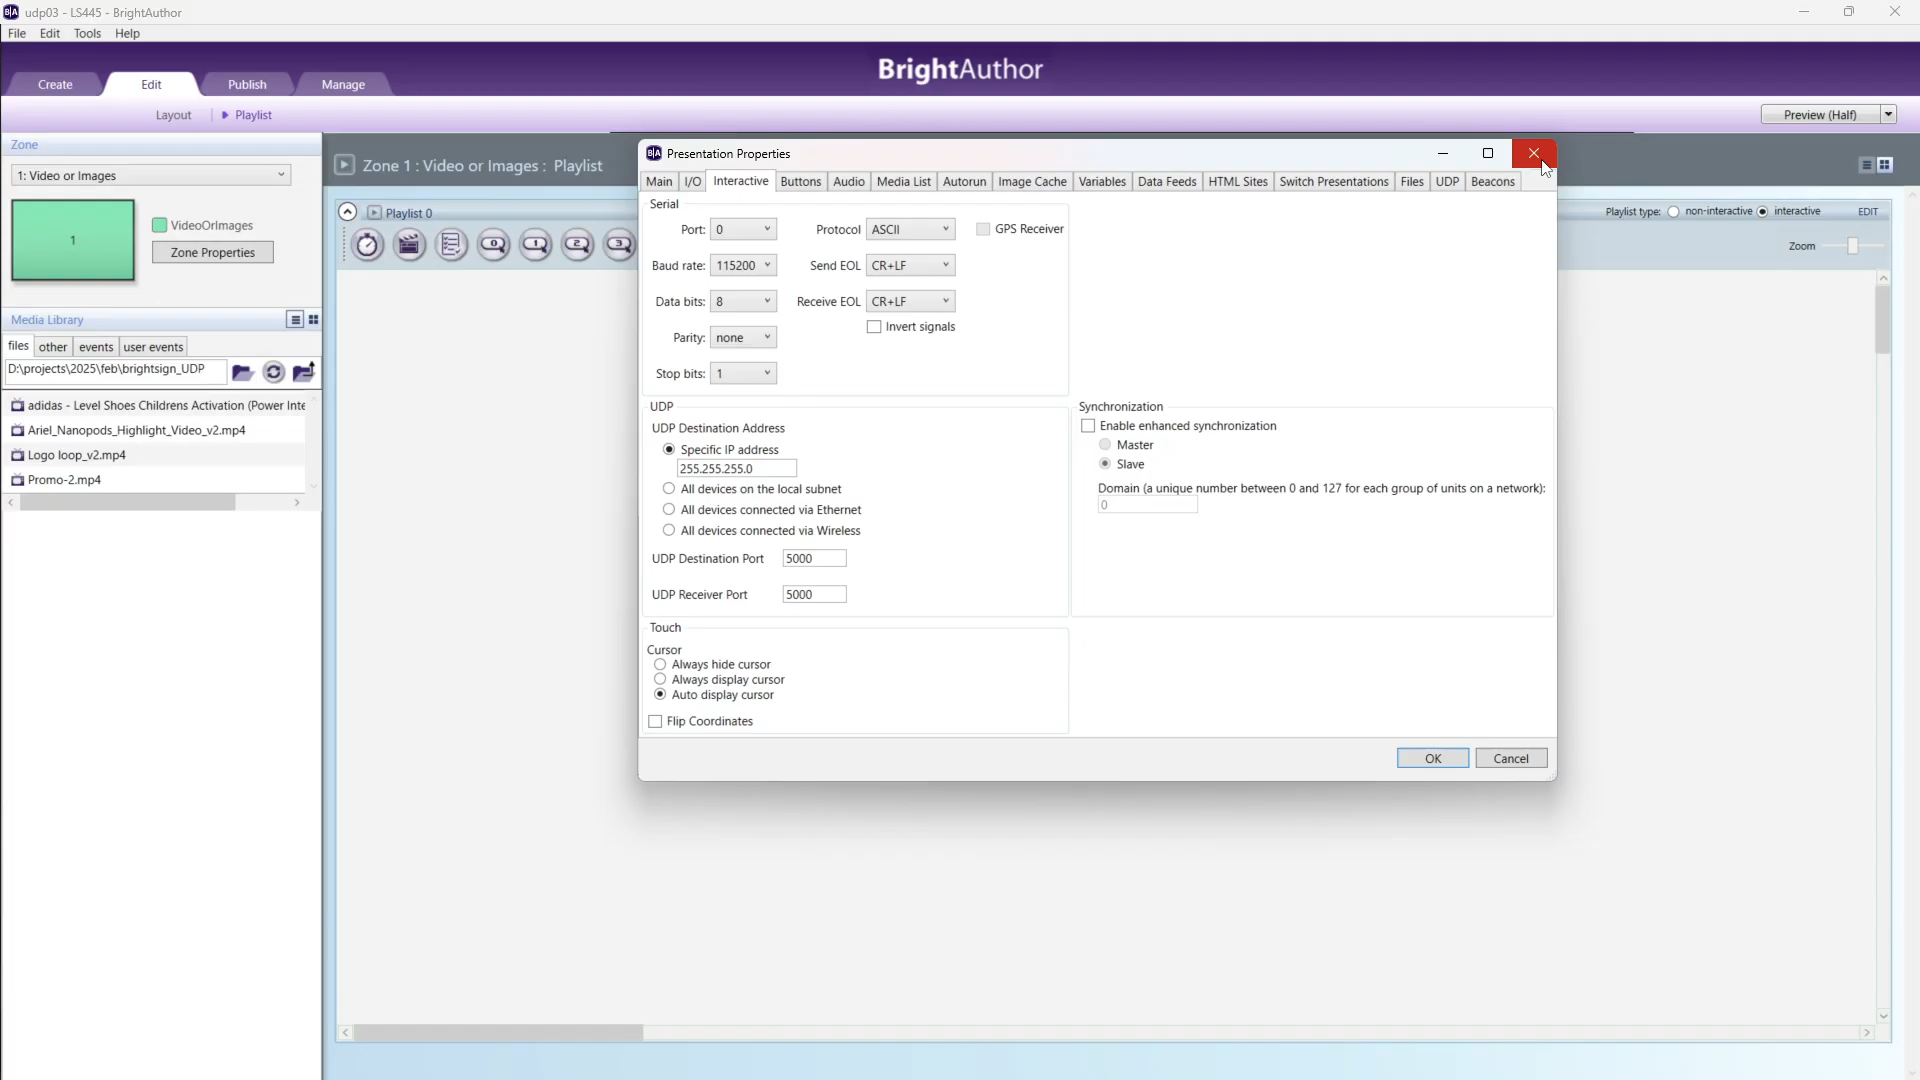 udp03 - LS445 - BrightAuthor
File Edit Tools Help
BrightAuthor
Create Edit Publish Manage
Layout Playlist
Preview (Half)
Zone
1: Video or Images
1
VideoOrImages
Zone Properties
Media Library
files other events user events
D:\projects\2025\feb\brightsign_UDP
adidas - Level Shoes Childrens Activation (Power Inte
Ariel_Nanopods_Highlight_Video_v2.mp4
Logo loop_v2.mp4
Promo-2.mp4
Zone 1 : Video or Images : Playlist
Playlist 0
0 1 2 3
Playlist type: non-interactive interactive EDIT
Zoom
Presentation Properties
Main I/O Interactive Buttons Audio Media List Autorun Image Cache Variables Data Feeds HTML Sites Switch Presentations Files UDP Beacons
Serial
Port: 0 Protocol ASCII GPS Receiver
Baud rate: 115200 Send EOL CR+LF
Data bits: 8 Receive EOL CR+LF
Invert signals
Parity: none
Stop bits: 1
UDP
UDP Destination Address
Specific IP address
255.255.255.0
All devices on the local subnet
All devices connected via Ethernet
All devices connected via Wireless
UDP Destination Port 5000
UDP Receiver Port 5000
Synchronization
Enable enhanced synchronization
Master
Slave
Domain (a unique number between 0 and 127 for each group of units on a network):
0
Touch
Cursor
Always hide cursor
Always display cursor
Auto display cursor
Flip Coordinates
OK Cancel